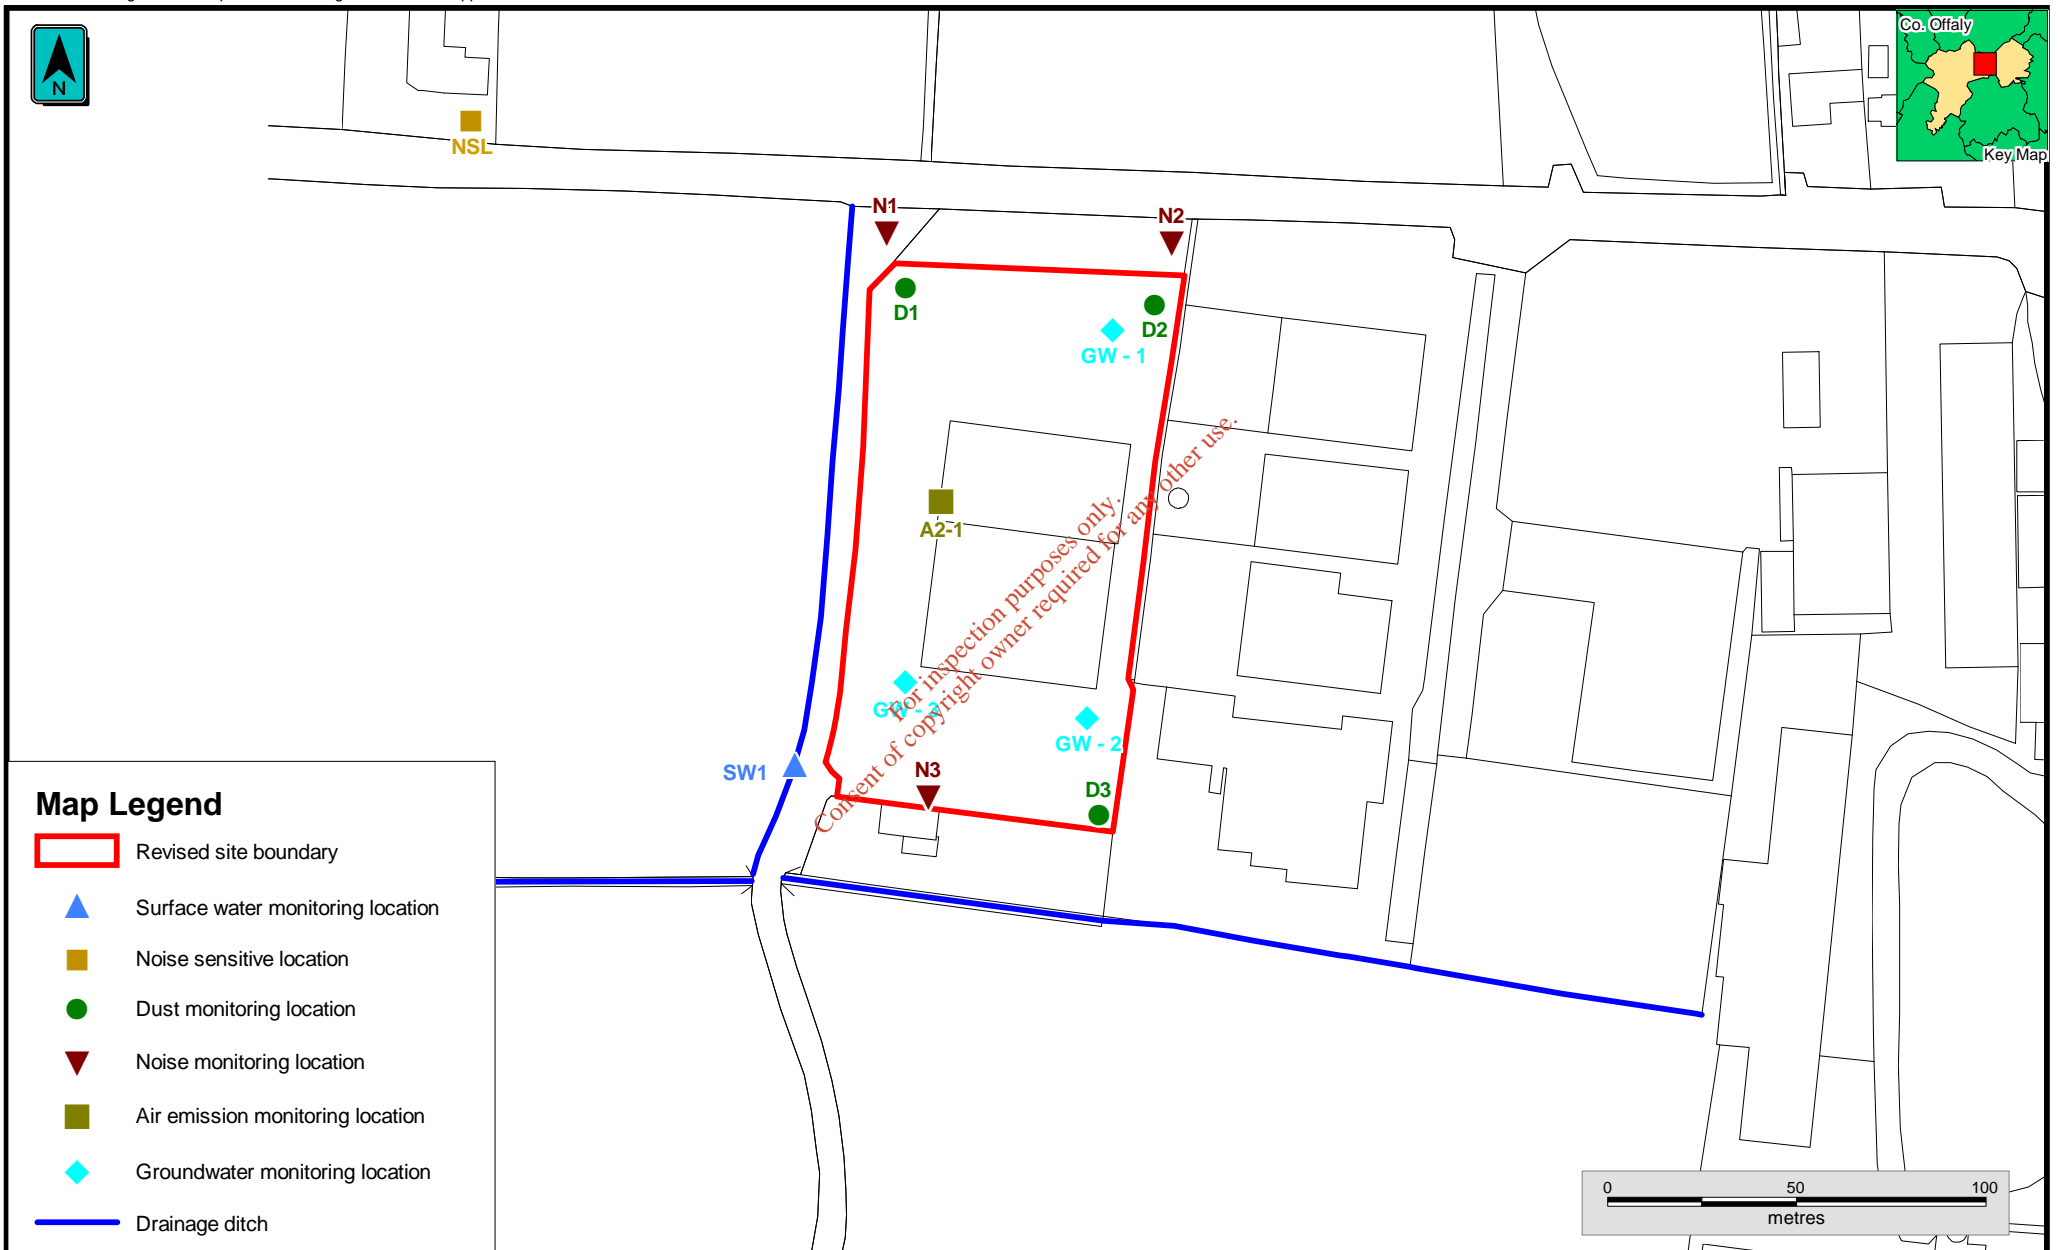 Co. Offaly
Key Map
N
NSL
N1
N2
D1
D2
GW - 1
A2-1
GW - 3
GW - 2
SW1
N3
D3
For inspection purposes only.
Consent of copyright owner required for any other use.
Map Legend
Revised site boundary
Surface water monitoring location
Noise sensitive location
Dust monitoring location
Noise monitoring location
Air emission monitoring location
Groundwater monitoring location
Drainage ditch
0 50 100
metres